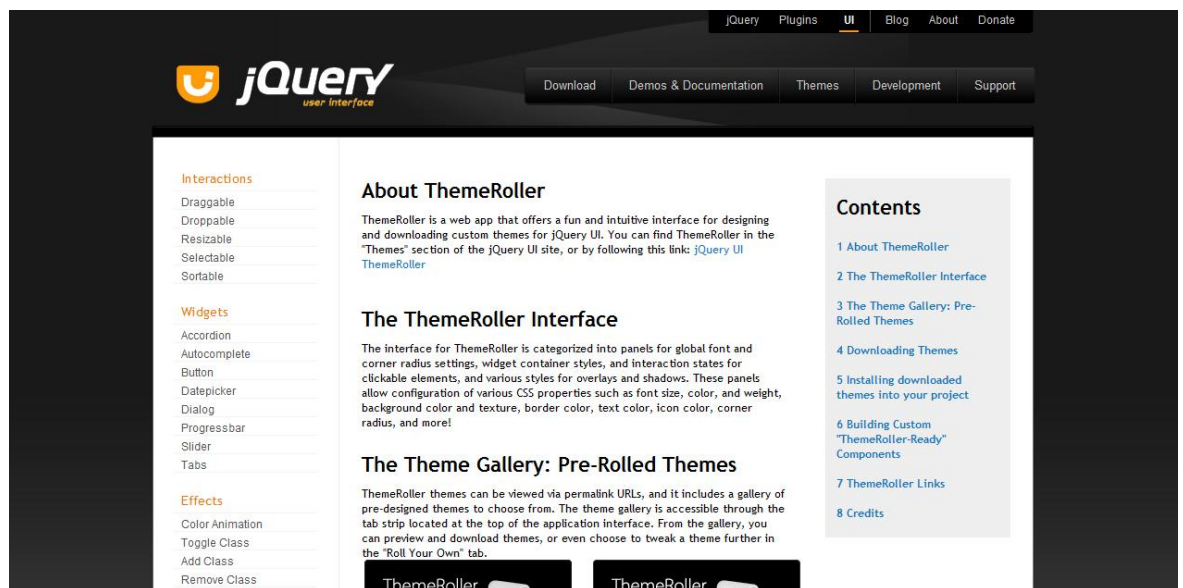 jQuery Plugins UI Blog About Donate
jQuery
user interface
Download Demos & Documentation Themes Development Support
Interactions
Draggable
Droppable
Resizable
Selectable
Sortable
Widgets
Accordion
Autocomplete
Button
Datepicker
Dialog
Progressbar
Slider
Tabs
Effects
Color Animation
Toggle Class
Add Class
Remove Class
About ThemeRoller
ThemeRoller is a web app that offers a fun and intuitive interface for designing
and downloading custom themes for jQuery UI. You can find ThemeRoller in the
"Themes" section of the jQuery UI site, or by following this link: jQuery UI
ThemeRoller
The ThemeRoller Interface
The interface for ThemeRoller is categorized into panels for global font and
corner radius settings, widget container styles, and interaction states for
clickable elements, and various styles for overlays and shadows. These panels
allow configuration of various CSS properties such as font size, color, and weight,
background color and texture, border color, text color, icon color, corner
radius, and more!
The Theme Gallery: Pre-Rolled Themes
ThemeRoller themes can be viewed via permalink URLs, and it includes a gallery of
pre-designed themes to choose from. The theme gallery is accessible through the
tab strip located at the top of the application interface. From the gallery, you
can preview and download themes, or even choose to tweak a theme further in
the "Roll Your Own" tab.
ThemeRoller ThemeRoller
Contents
1 About ThemeRoller
2 The ThemeRoller Interface
3 The Theme Gallery: Pre-
Rolled Themes
4 Downloading Themes
5 Installing downloaded
themes into your project
6 Building Custom
"ThemeRoller-Ready"
Components
7 ThemeRoller Links
8 Credits